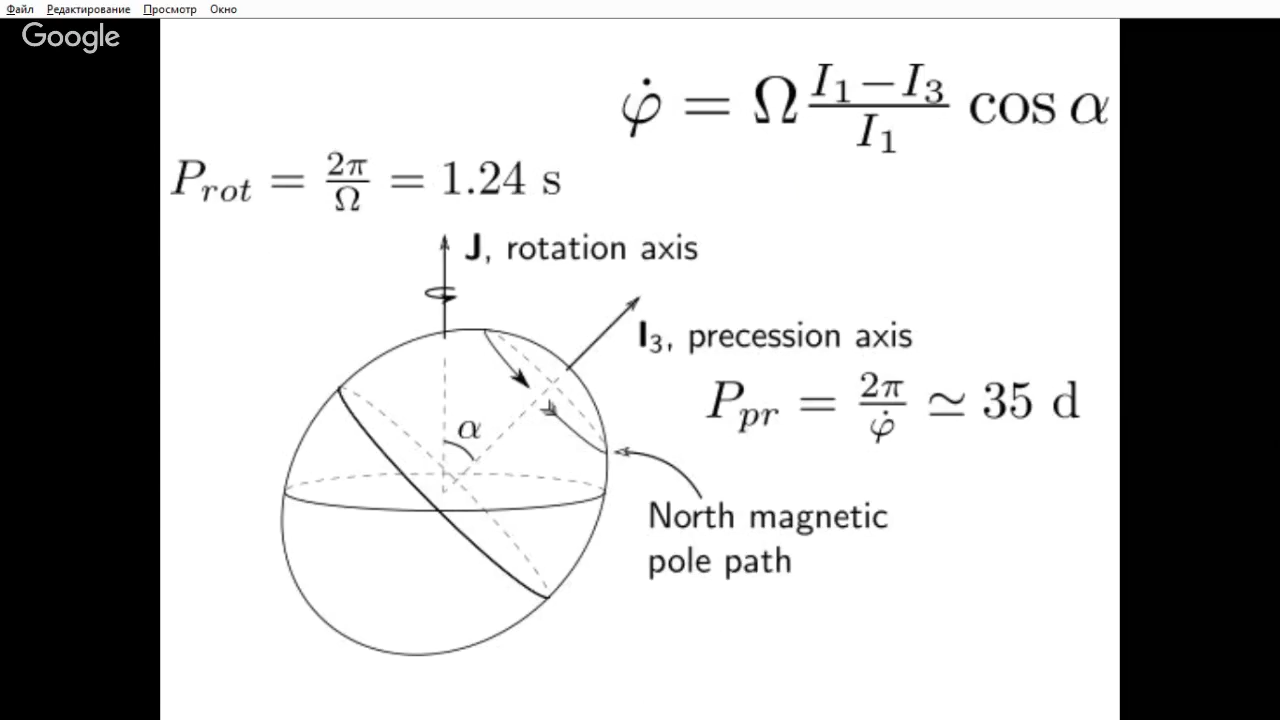 Файл Редактирование Просмотр Окно
Google
φ̇ = Ω (I₁ − I₃)/I₁ cos α
P_rot = 2π/Ω = 1.24 s
J, rotation axis
I₃, precession axis
P_pr = 2π/φ̇ ≃ 35 d
α
North magnetic
pole path